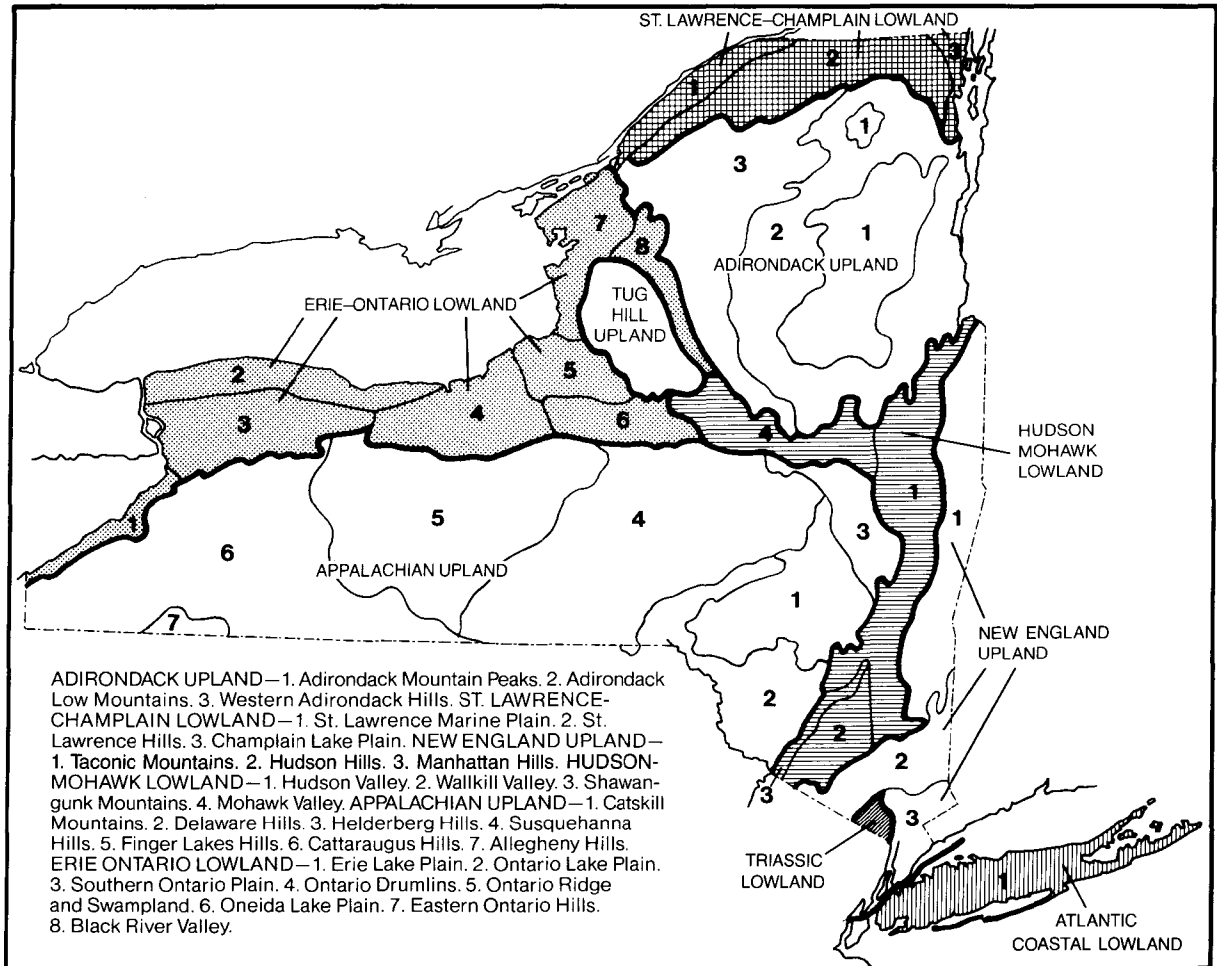 ST. LAWRENCE–CHAMPLAIN LOWLAND
3
2
1
1
3
7
2
1
8
ADIRONDACK UPLAND
ERIE–ONTARIO LOWLAND
TUG
HILL
UPLAND
2
5
3
4
6
4
HUDSON
MOHAWK
LOWLAND
1
1
1
5
4
3
6
APPALACHIAN UPLAND
1
7
NEW ENGLAND
UPLAND
2
2
2
3
3
TRIASSIC
LOWLAND
1
ATLANTIC
COASTAL LOWLAND
ADIRONDACK UPLAND—1. Adirondack Mountain Peaks. 2. Adirondack
Low Mountains. 3. Western Adirondack Hills. ST. LAWRENCE-
CHAMPLAIN LOWLAND—1. St. Lawrence Marine Plain. 2. St.
Lawrence Hills. 3. Champlain Lake Plain. NEW ENGLAND UPLAND—
1. Taconic Mountains. 2. Hudson Hills. 3. Manhattan Hills. HUDSON-
MOHAWK LOWLAND—1. Hudson Valley. 2. Wallkill Valley. 3. Shawan-
gunk Mountains. 4. Mohawk Valley. APPALACHIAN UPLAND—1. Catskill
Mountains. 2. Delaware Hills. 3. Helderberg Hills. 4. Susquehanna
Hills. 5. Finger Lakes Hills. 6. Cattaraugus Hills. 7. Allegheny Hills.
ERIE ONTARIO LOWLAND—1. Erie Lake Plain. 2. Ontario Lake Plain.
3. Southern Ontario Plain. 4. Ontario Drumlins. 5. Ontario Ridge
and Swampland. 6. Oneida Lake Plain. 7. Eastern Ontario Hills.
8. Black River Valley.